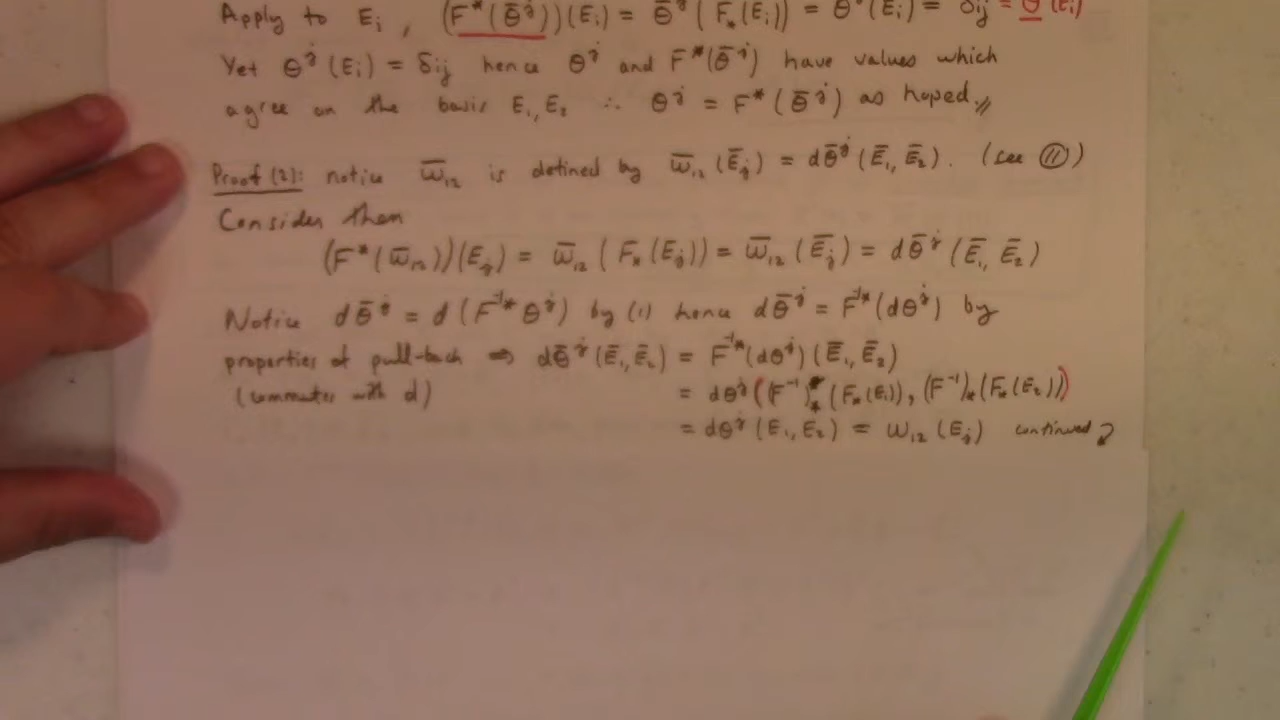 Apply to Ej , (F*(θ̄ʲ))(Ei) = θ̄ʲ(F*(Ei)) = θ̄ʲ(Ēi) = δij = θʲ(Ei)
Yet θʲ(Ei) = δij hence θʲ and F*(θ̄ʲ) have values which
agree on the basis E1, E2 ∴ θʲ = F*(θ̄ʲ) as hoped.//
Proof (2): notice ω̄12 is defined by ω̄12(Ēj) = dθ̄ʲ(Ē1, Ē2). (see 11)
Consider then
(F*(ω̄12))(Ej) = ω̄12(F*(Ej)) = ω̄12(Ēj) = dθ̄ʲ(Ē1, Ē2)
Notice dθ̄ʲ = d(F⁻¹*θʲ) by (1) hence dθ̄ʲ = F⁻¹*(dθʲ) by
properties of pull-back ⇒ dθ̄ʲ(Ē1, Ē2) = F⁻¹*(dθʲ)(Ē1, Ē2)
(commutes with d) = dθʲ((F⁻¹)*(F*(E1)), (F⁻¹)*(F*(E2)))
= dθʲ(E1, E2) = ω12(Ej) continued